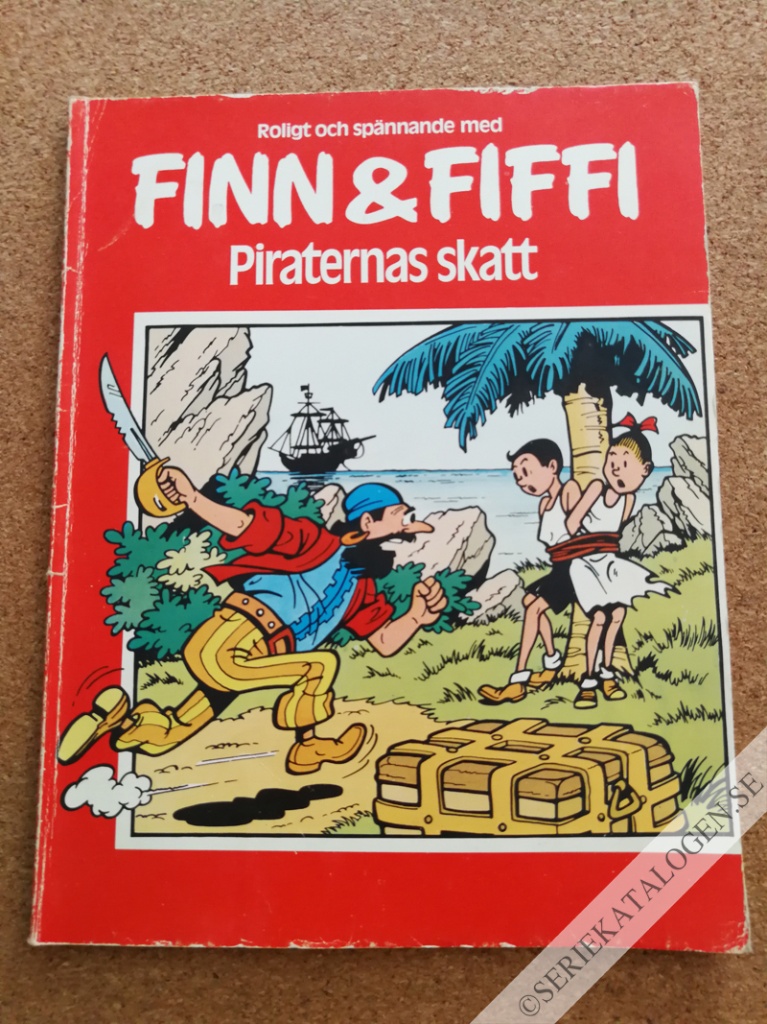 Roligt och spännande med
FINN & FIFFI
Piraternas skatt
©SERIEKATALOGEN.SE